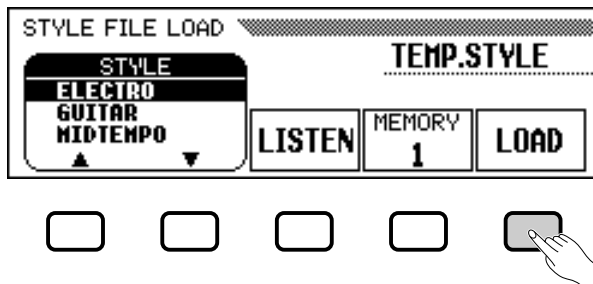 STYLE FILE LOAD
TEMP.STYLE
STYLE
ELECTRO
GUITAR
MIDTEMPO
LISTEN
MEMORY
1
LOAD